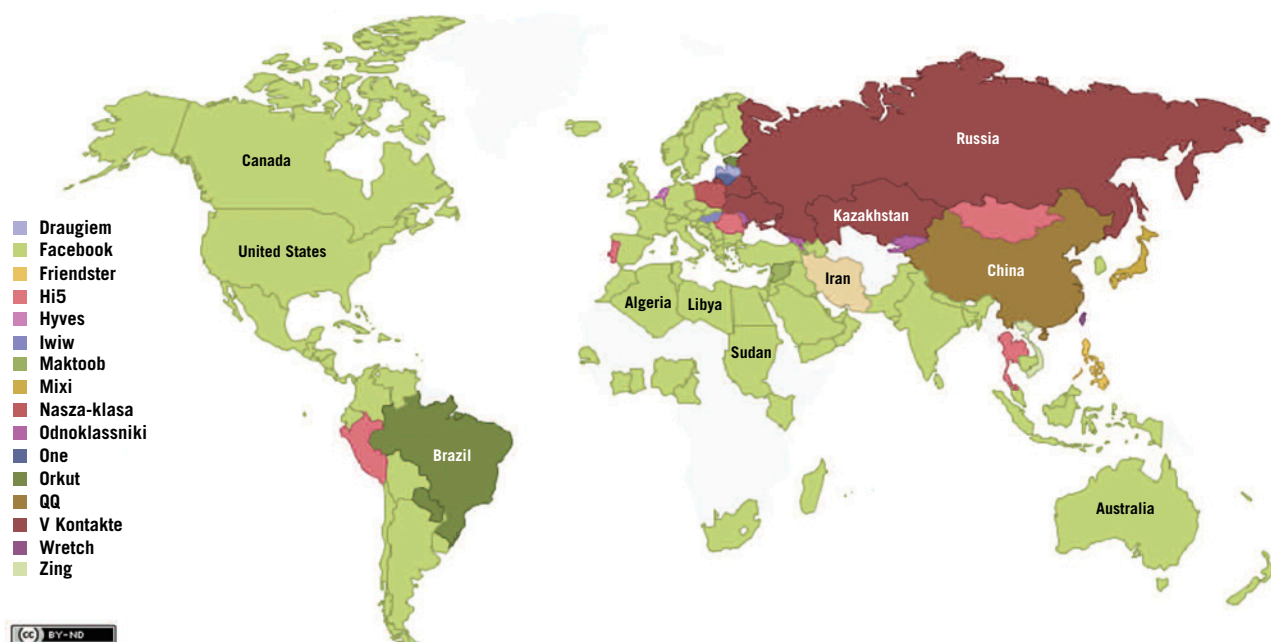 Canada
United States
Brazil
Russia
Kazakhstan
China
Iran
Algeria
Libya
Sudan
Australia
Draugiem
Facebook
Friendster
Hi5
Hyves
Iwiw
Maktoob
Mixi
Nasza-klasa
Odnoklassniki
One
Orkut
QQ
V Kontakte
Wretch
Zing
cc BY-ND